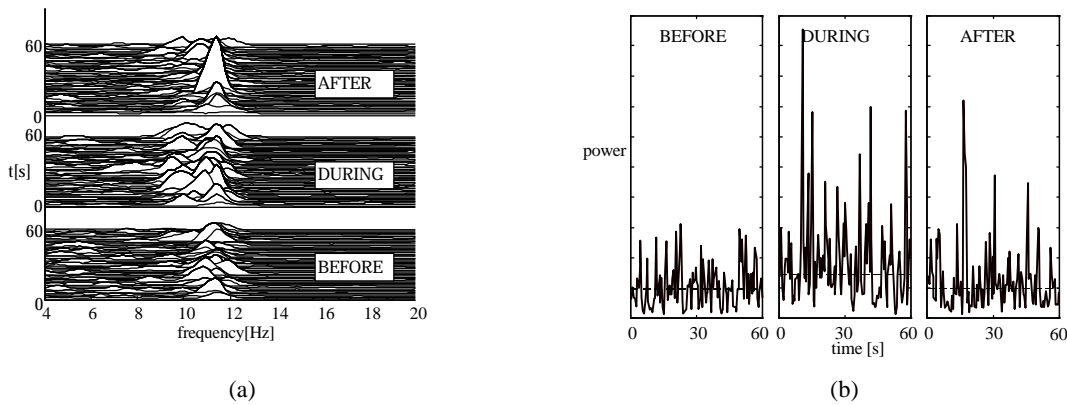 60
AFTER
0
60
t[s]
DURING
0
60
BEFORE
0
4 6 8 10 12 14 16 18 20
frequency[Hz]
(a)
BEFORE DURING AFTER
power
0 30 60 0 30 60 0 30 60
time [s]
(b)